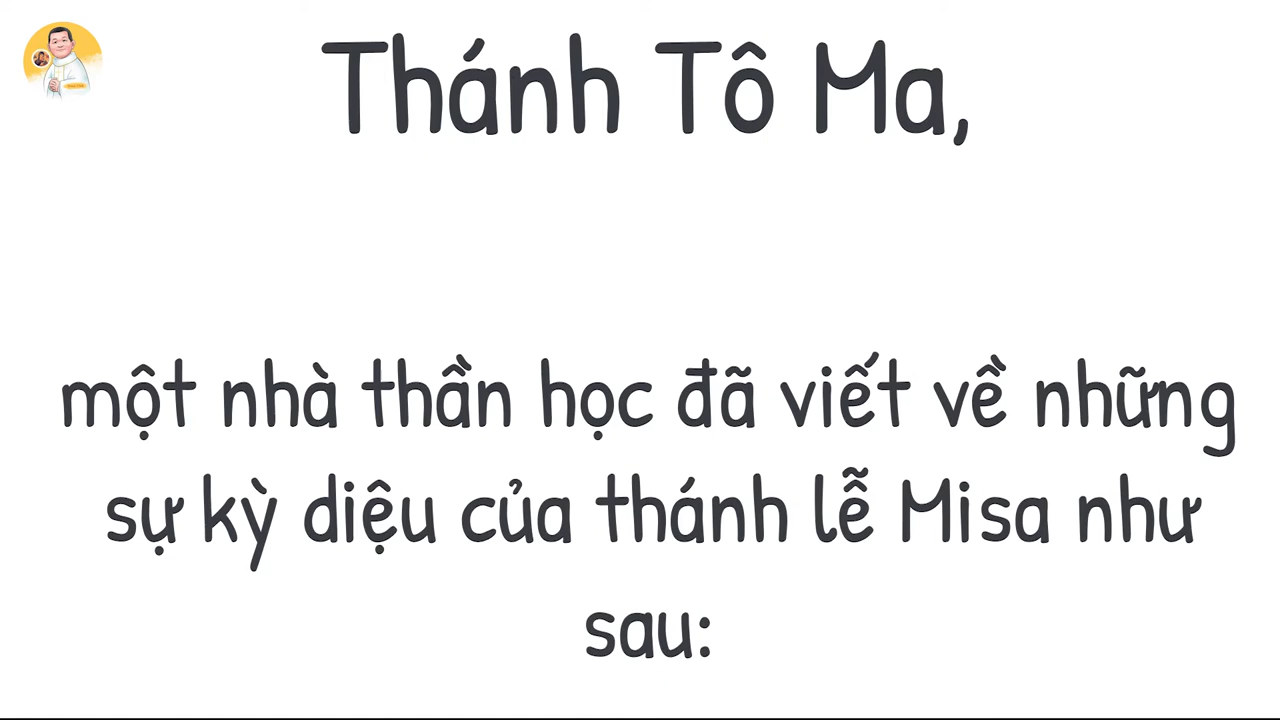 Thánh Tô Ma,
một nhà thần học đã viết về những
sự kỳ diệu của thánh lễ Misa như
sau: